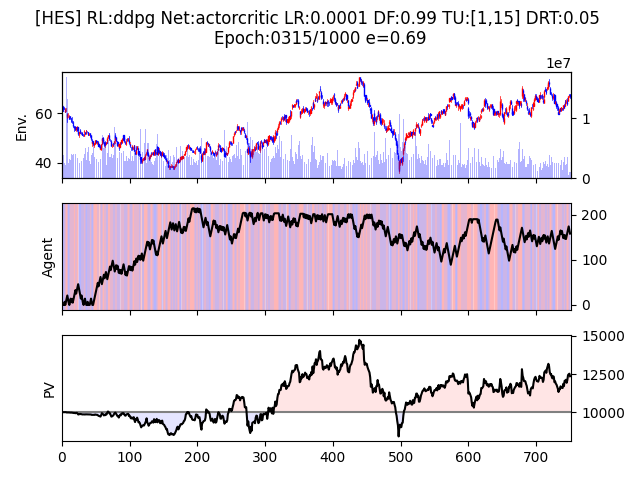 [HES] RL:ddpg Net:actorcritic LR:0.0001 DF:0.99 TU:[1,15] DRT:0.05
Epoch:0315/1000 e=0.69
1e7
Env.
60
40
1
0
Agent
200
100
0
PV
15000
12500
10000
0 100 200 300 400 500 600 700